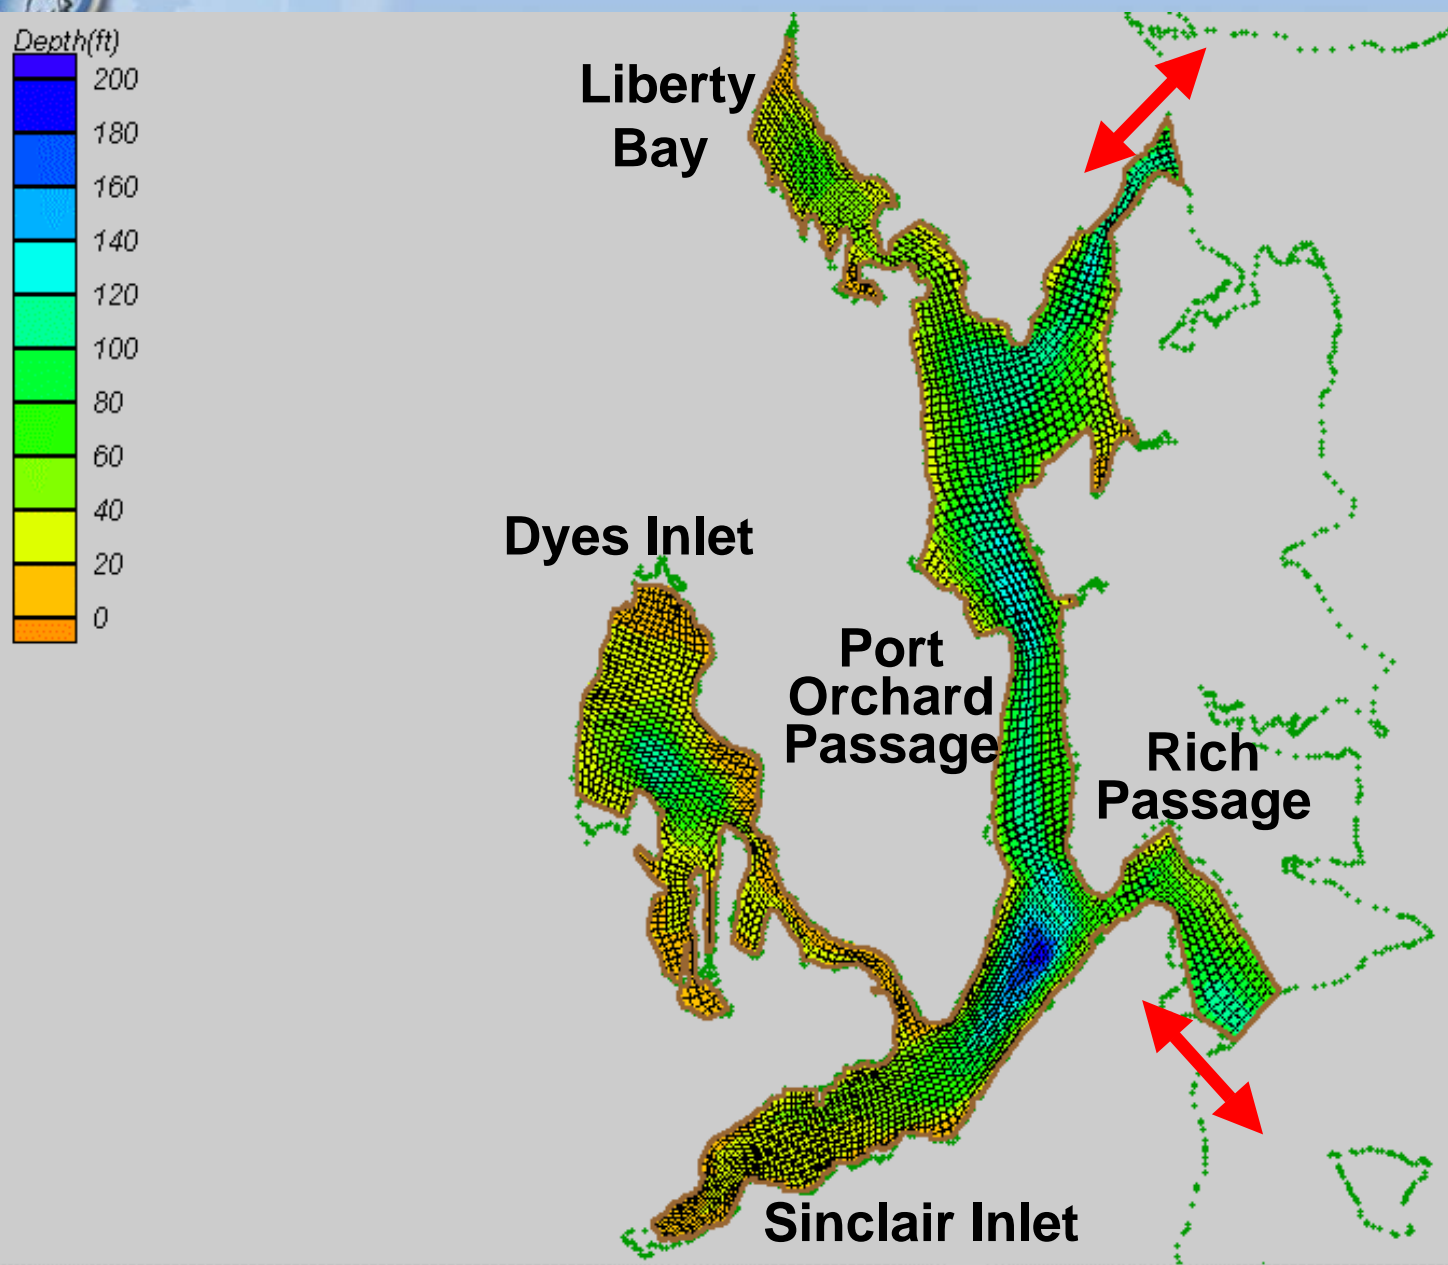 Depth(ft)
200
180
160
140
120
100
80
60
40
20
0
Liberty
Bay
Dyes Inlet
Port
Orchard
Passage
Rich
Passage
Sinclair Inlet